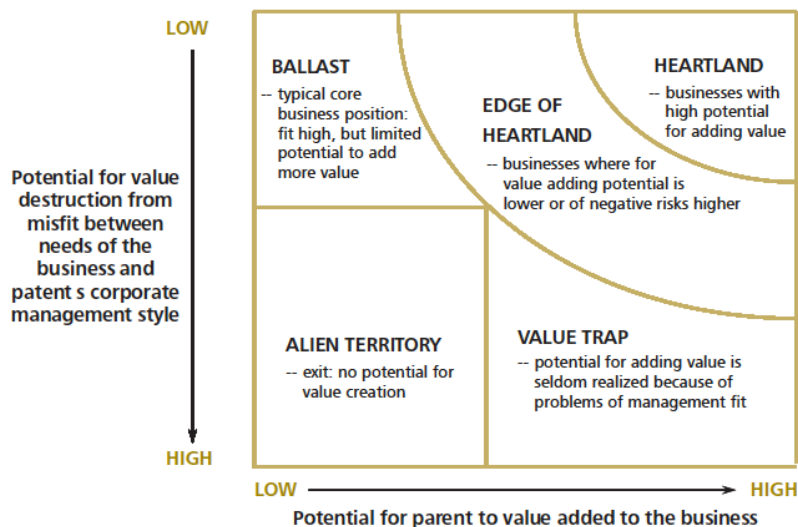 LOW
BALLAST
-- typical core
business position:
fit high, but limited
potential to add
more value
EDGE OF
HEARTLAND
-- businesses where for
value adding potential is
lower or of negative risks higher
HEARTLAND
-- businesses with
high potential
for adding value
Potential for value
destruction from
misfit between
needs of the
business and
patent s corporate
management style
ALIEN TERRITORY
-- exit: no potential for
value creation
VALUE TRAP
-- potential for adding value is
seldom realized because of
problems of management fit
HIGH
LOW
HIGH
Potential for parent to value added to the business